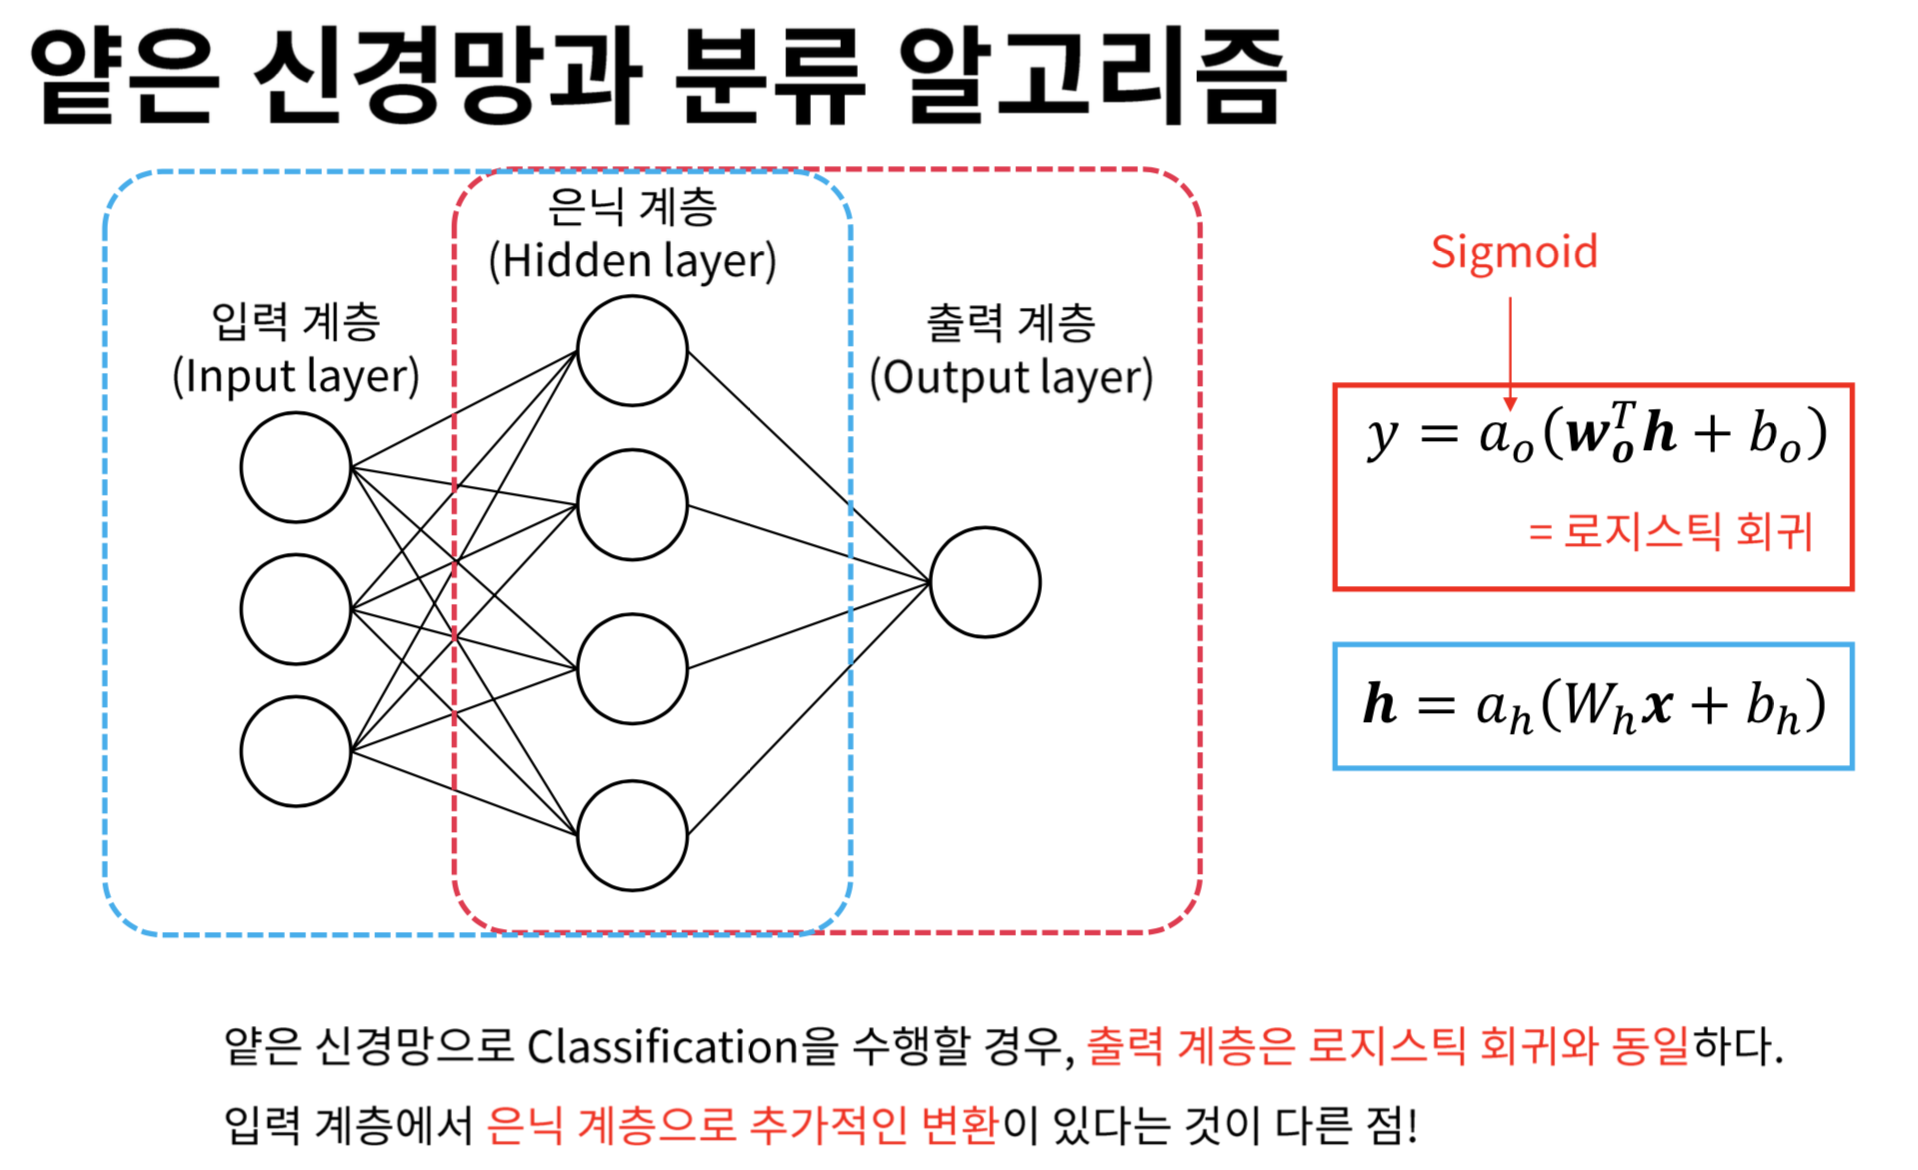 얕은 신경망과 분류 알고리즘
은닉 계층
(Hidden layer)
입력 계층
(Input layer)
출력 계층
(Output layer)
Sigmoid
y = a_o(w_o^T h + b_o)
= 로지스틱 회귀
h = a_h(W_h x + b_h)
얕은 신경망으로 Classification을 수행할 경우, 출력 계층은 로지스틱 회귀와 동일하다.
입력 계층에서 은닉 계층으로 추가적인 변환이 있다는 것이 다른 점!